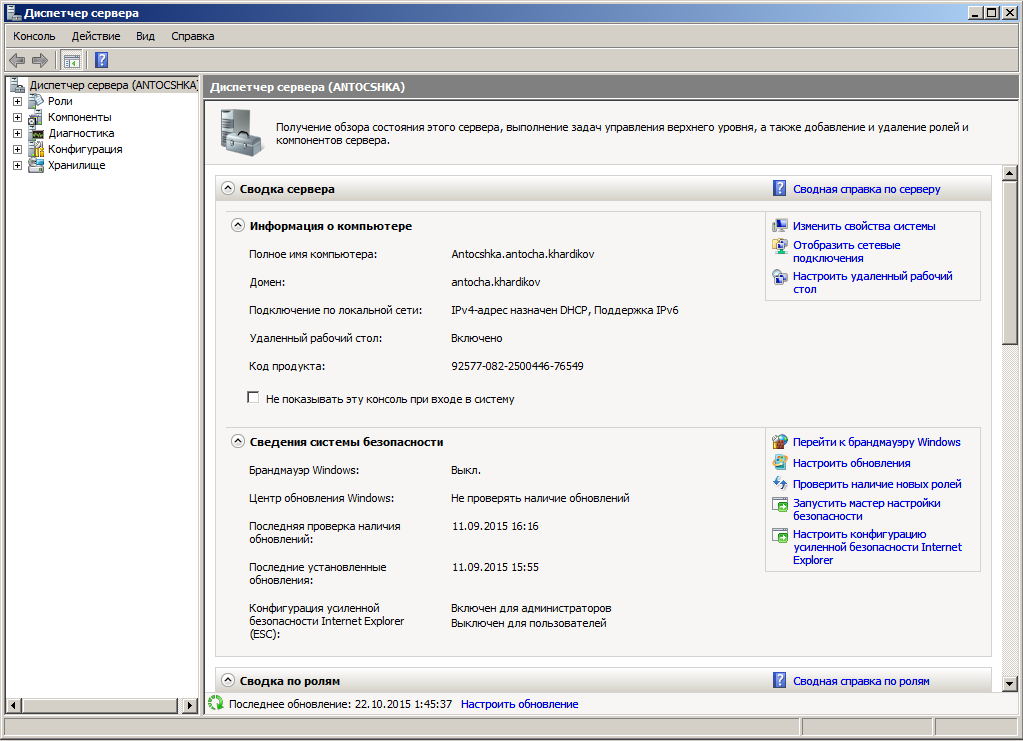 Диспетчер сервера
Консоль Действие Вид Справка
Диспетчер сервера (ANTOCSHKA)
Роли
Компоненты
Диагностика
Конфигурация
Хранилище
Диспетчер сервера (ANTOCSHKA)
Получение обзора состояния этого сервера, выполнение задач управления верхнего уровня, а также добавление и удаление ролей и
компонентов сервера.
Сводка сервера
Сводная справка по серверу
Информация о компьютере
Полное имя компьютера: Antocshka.antocha.khardikov
Домен: antocha.khardikov
Подключение по локальной сети: IPv4-адрес назначен DHCP, Поддержка IPv6
Удаленный рабочий стол: Включено
Код продукта: 92577-082-2500446-76549
Не показывать эту консоль при входе в систему
Изменить свойства системы
Отобразить сетевые
подключения
Настроить удаленный рабочий
стол
Сведения системы безопасности
Брандмауэр Windows: Выкл.
Центр обновления Windows: Не проверять наличие обновлений
Последняя проверка наличия
обновлений:
11.09.2015 16:16
Последние установленные
обновления:
11.09.2015 15:55
Конфигурация усиленной
безопасности Internet Explorer
(ESC):
Включен для администраторов
Выключен для пользователей
Перейти к брандмауэру Windows
Настроить обновления
Проверить наличие новых ролей
Запустить мастер настройки
безопасности
Настроить конфигурацию
усиленной безопасности Internet
Explorer
Сводка по ролям
Сводная справка по ролям
Последнее обновление: 22.10.2015 1:45:37 Настроить обновление